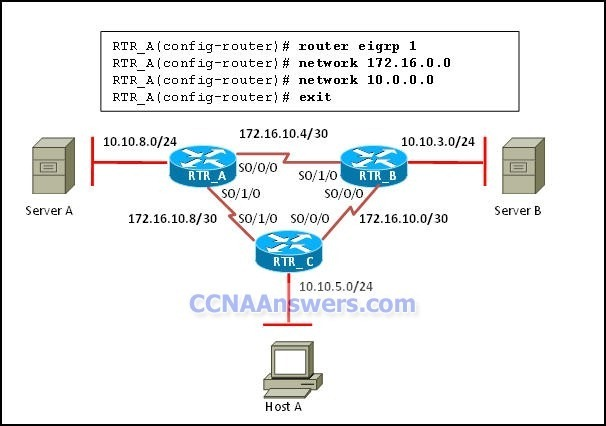 RTR_A(config-router)# router eigrp 1
RTR_A(config-router)# network 172.16.0.0
RTR_A(config-router)# network 10.0.0.0
RTR_A(config-router)# exit
172.16.10.4/30
10.10.8.0/24
10.10.3.0/24
S0/0/0
S0/1/0
RTR_A
RTR_B
S0/1/0
S0/0/0
Server A
Server B
172.16.10.8/30
S0/1/0
S0/0/0
172.16.10.0/30
RTR_C
10.10.5.0/24
CCNAAnswers.com
Host A